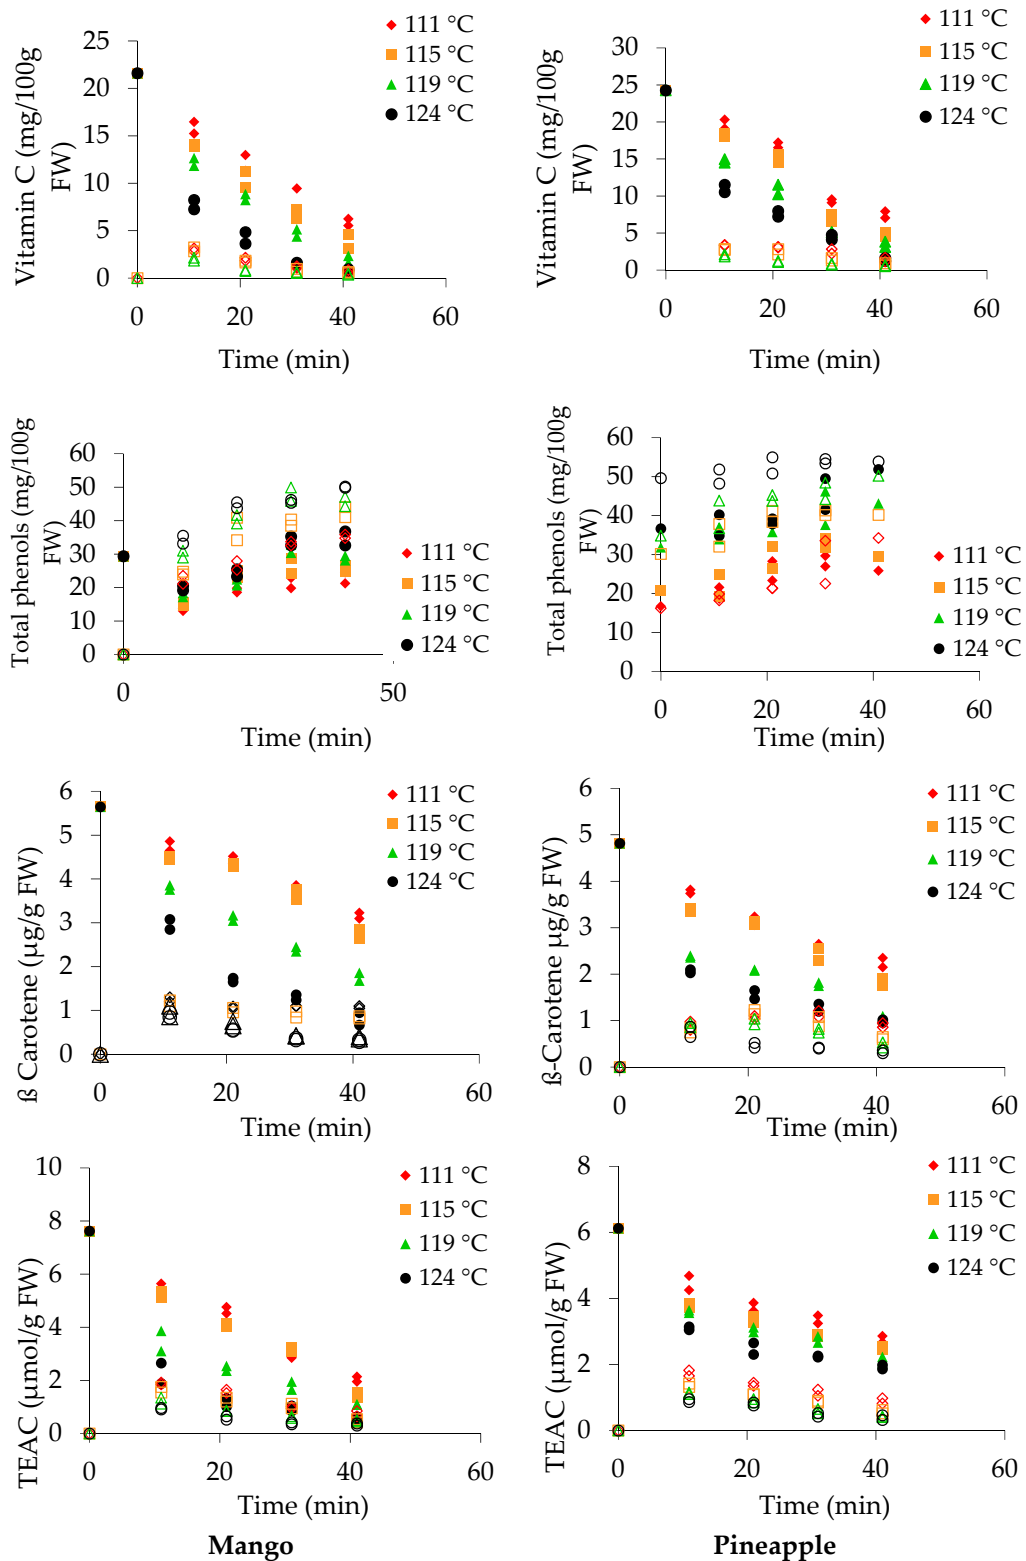 111 °C
115 °C
119 °C
124 °C
Vitamin C (mg/100g
FW)
25
20
15
10
5
0
0 20 40 60
Time (min)
111 °C
115 °C
119 °C
124 °C
Vitamin C (mg/100g
FW)
30
25
20
15
10
5
0
0 20 40 60
Time (min)
Total phenols (mg/100g
FW)
60
50
40
30
20
10
0
0 50
Time (min)
111 °C
115 °C
119 °C
124 °C
Total phenols (mg/100g
FW)
60
50
40
30
20
10
0
0 20 40 60
Time (min)
111 °C
115 °C
119 °C
124 °C
ß Carotene (µg/g FW)
6
5
4
3
2
1
0
0 20 40 60
Time (min)
111 °C
115 °C
119 °C
124 °C
ß-Carotene µg/g FW)
6
5
4
3
2
1
0
0 20 40 60
Time (min)
111 °C
115 °C
119 °C
124 °C
TEAC (µmol/g FW)
10
8
6
4
2
0
0 20 40 60
Time (min)
111 °C
115 °C
119 °C
124 °C
Mango
TEAC (µmol/g FW)
8
6
4
2
0
0 20 40 60
Time (min)
111 °C
115 °C
119 °C
124 °C
Pineapple